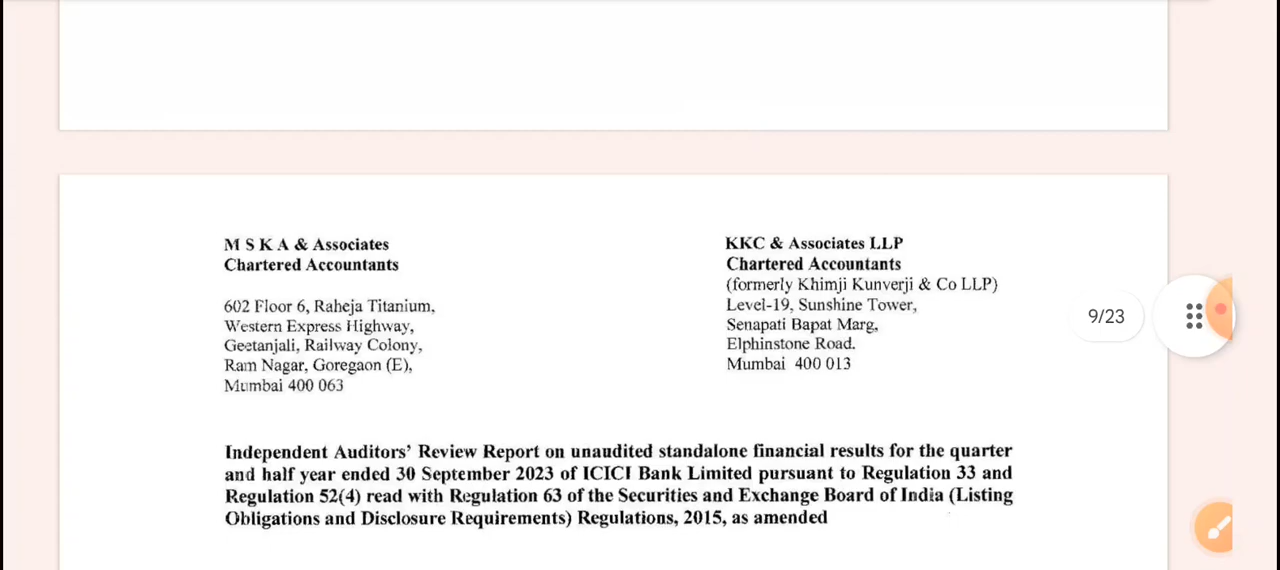 M S K A & Associates
Chartered Accountants
602 Floor 6, Raheja Titanium,
Western Express Highway,
Geetanjali, Railway Colony,
Ram Nagar, Goregaon (E),
Mumbai 400 063
KKC & Associates LLP
Chartered Accountants
(formerly Khimji Kunverji & Co LLP)
Level-19, Sunshine Tower,
Senapati Bapat Marg,
Elphinstone Road.
Mumbai 400 013
9/23
Independent Auditors' Review Report on unaudited standalone financial results for the quarter
and half year ended 30 September 2023 of ICICI Bank Limited pursuant to Regulation 33 and
Regulation 52(4) read with Regulation 63 of the Securities and Exchange Board of India (Listing
Obligations and Disclosure Requirements) Regulations, 2015, as amended